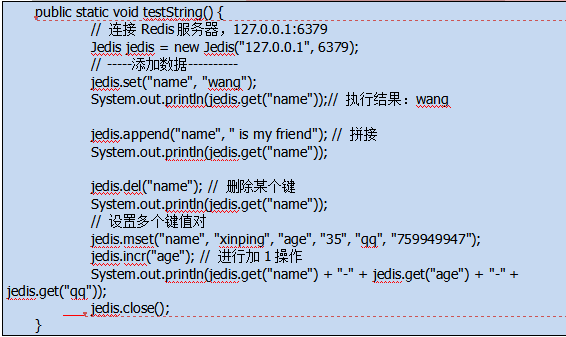 public static void testString() {
// 连接 Redis 服务器，127.0.0.1:6379
Jedis jedis = new Jedis("127.0.0.1", 6379);
// -----添加数据----------
jedis.set("name", "wang");
System.out.println(jedis.get("name"));// 执行结果：wang
jedis.append("name", " is my friend"); // 拼接
System.out.println(jedis.get("name"));
jedis.del("name"); // 删除某个键
System.out.println(jedis.get("name"));
// 设置多个键值对
jedis.mset("name", "xinping", "age", "35", "qq", "759949947");
jedis.incr("age"); // 进行加 1 操作
System.out.println(jedis.get("name") + "-" + jedis.get("age") + "-" +
jedis.get("qq"));
jedis.close();
}